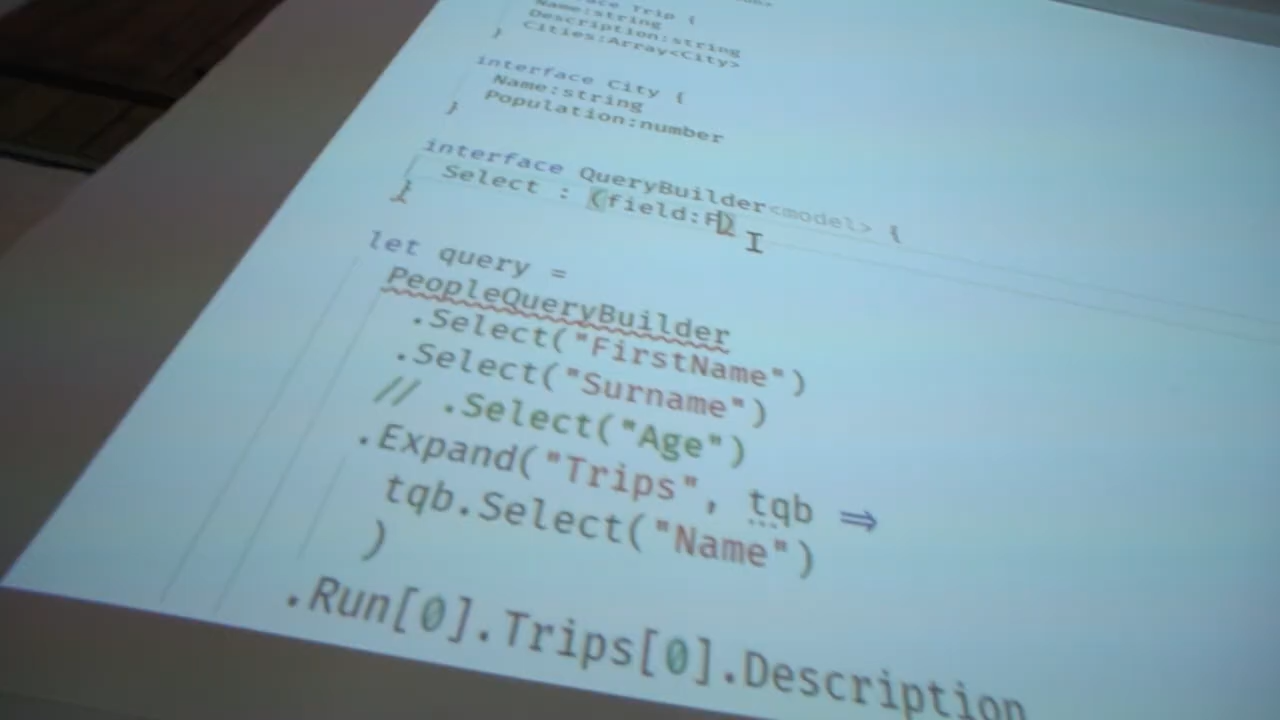 Trip {
Name:string
Description:string
Cities:Array<City>
}
interface City {
Name:string
Population:number
}
interface QueryBuilder<model> {
Select : (field:F)
}
let query =
PeopleQueryBuilder
.Select("FirstName")
.Select("Surname")
// .Select("Age")
.Expand("Trips", tqb =>
tqb.Select("Name")
)
.Run[0].Trips[0].Description